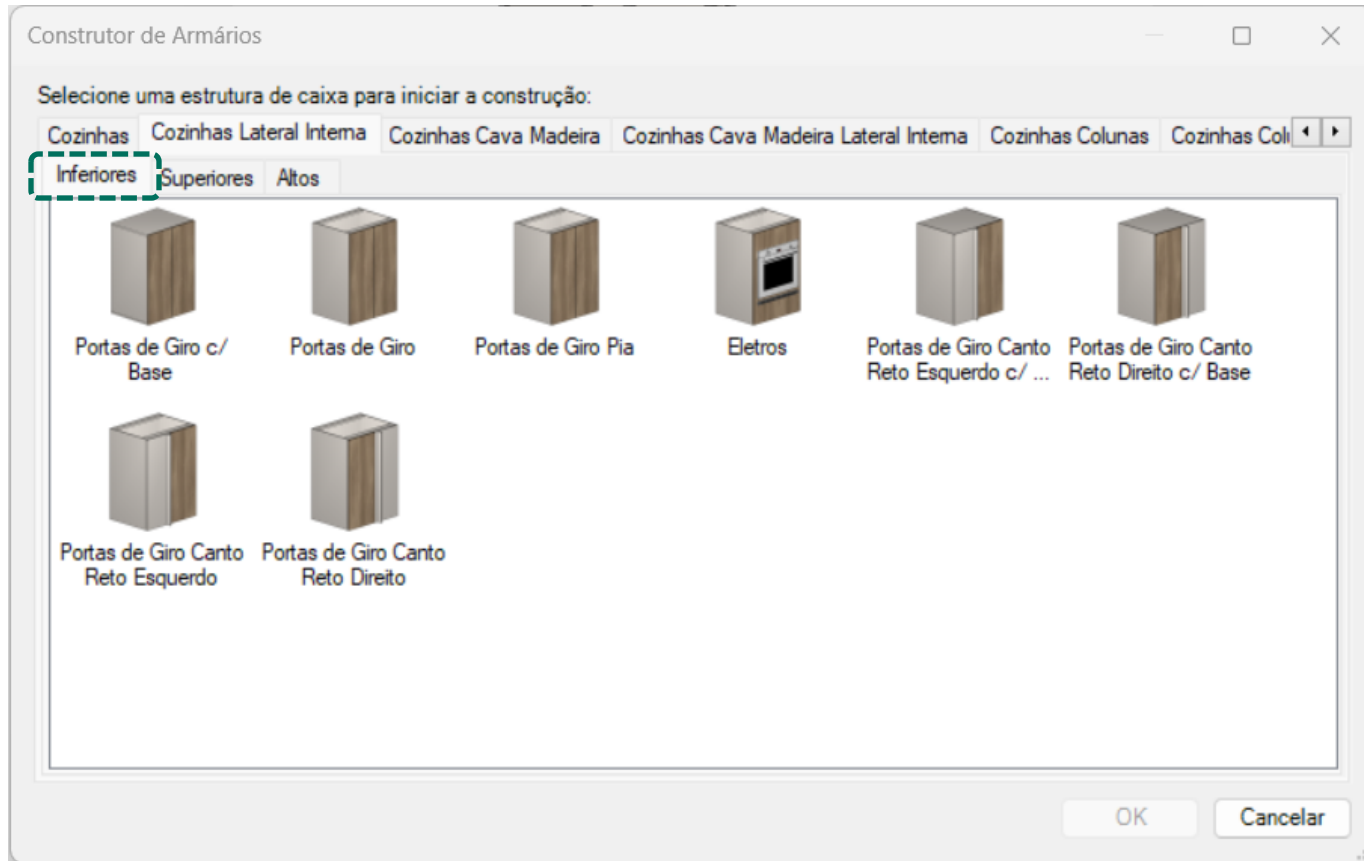 Construtor de Armários
Selecione uma estrutura de caixa para iniciar a construção:
Cozinhas Cozinhas Lateral Interna Cozinhas Cava Madeira Cozinhas Cava Madeira Lateral Interna Cozinhas Colunas Cozinhas Colu
Inferiores Superiores Altos
Portas de Giro c/
Base
Portas de Giro
Portas de Giro Pia
Eletros
Portas de Giro Canto
Reto Esquerdo c/ ...
Portas de Giro Canto
Reto Direito c/ Base
Portas de Giro Canto
Reto Esquerdo
Portas de Giro Canto
Reto Direito
OK Cancelar